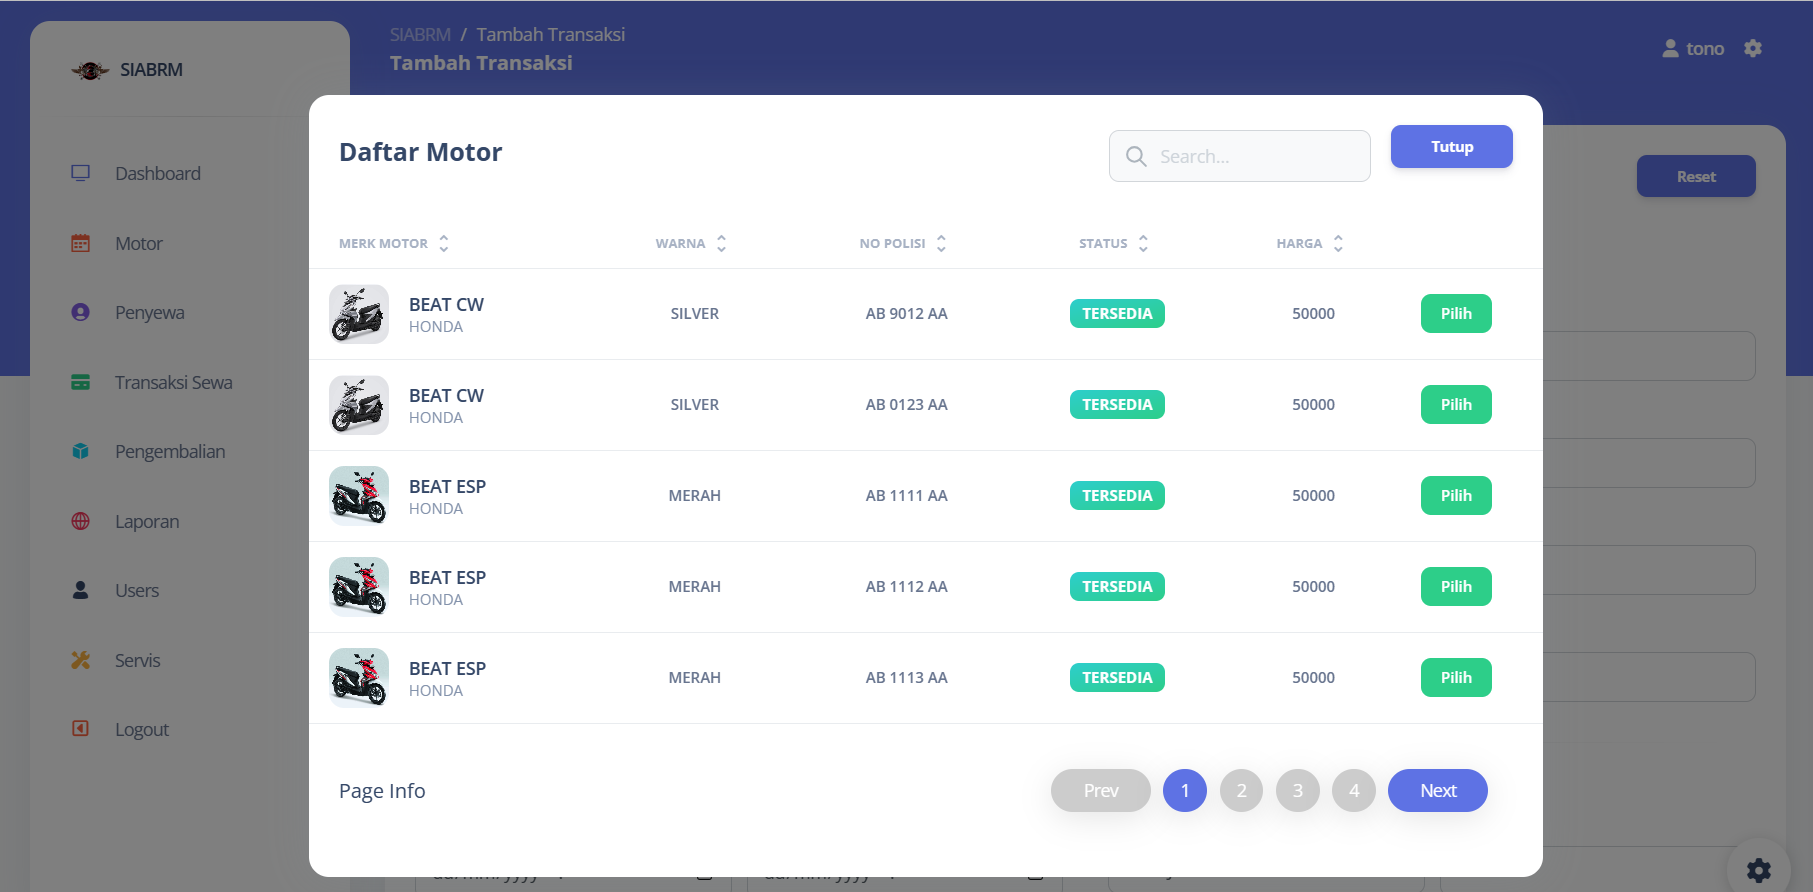 SIABRM / Tambah Transaksi
Tambah Transaksi
tono
SIABRM
Dashboard
Motor
Penyewa
Transaksi Sewa
Pengembalian
Laporan
Users
Servis
Logout
Reset
Daftar Motor
Search...
Tutup
MERK MOTOR WARNA NO POLISI STATUS HARGA
BEAT CW
HONDA
SILVER AB 9012 AA TERSEDIA 50000 Pilih
BEAT CW
HONDA
SILVER AB 0123 AA TERSEDIA 50000 Pilih
BEAT ESP
HONDA
MERAH AB 1111 AA TERSEDIA 50000 Pilih
BEAT ESP
HONDA
MERAH AB 1112 AA TERSEDIA 50000 Pilih
BEAT ESP
HONDA
MERAH AB 1113 AA TERSEDIA 50000 Pilih
Page Info
Prev 1 2 3 4 Next